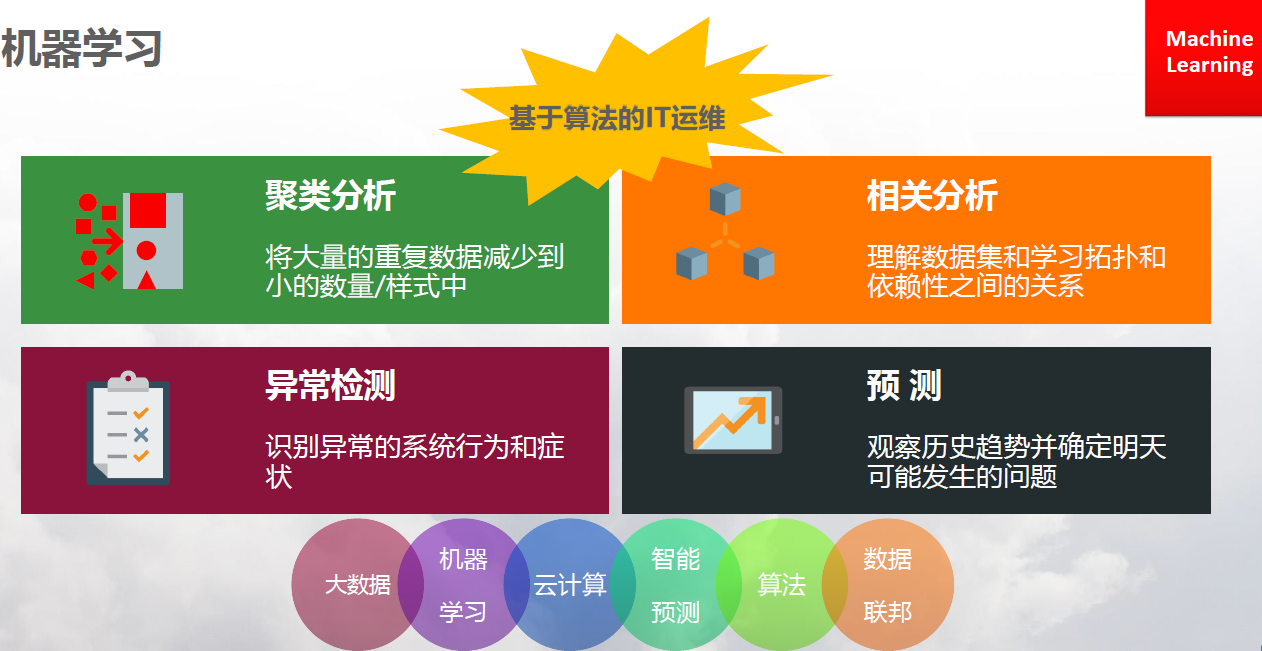 机器学习
Machine
Learning
基于算法的IT运维
聚类分析
将大量的重复数据减少到
小的数量/样式中
相关分析
理解数据集和学习拓扑和
依赖性之间的关系
异常检测
识别异常的系统行为和症
状
预 测
观察历史趋势并确定明天
可能发生的问题
大数据
机器
学习
云计算
智能
预测
算法
数据
联邦